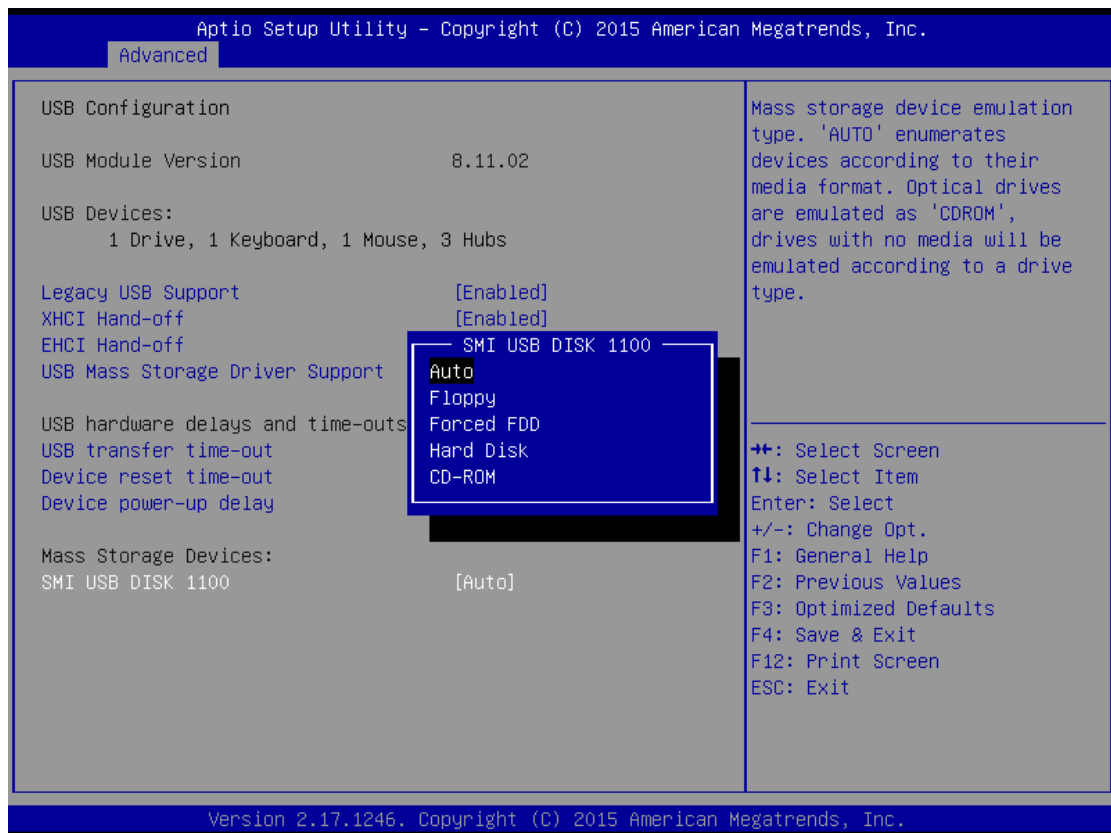 Aptio Setup Utility – Copyright (C) 2015 American Megatrends, Inc.
Advanced
USB Configuration
USB Module Version 8.11.02
USB Devices:
1 Drive, 1 Keyboard, 1 Mouse, 3 Hubs
Legacy USB Support [Enabled]
XHCI Hand-off [Enabled]
EHCI Hand-off
USB Mass Storage Driver Support
USB hardware delays and time-outs
USB transfer time-out
Device reset time-out
Device power-up delay
Mass Storage Devices:
SMI USB DISK 1100 [Auto]
SMI USB DISK 1100
Auto
Floppy
Forced FDD
Hard Disk
CD-ROM
Mass storage device emulation
type. 'AUTO' enumerates
devices according to their
media format. Optical drives
are emulated as 'CDROM',
drives with no media will be
emulated according to a drive
type.
→←: Select Screen
↑↓: Select Item
Enter: Select
+/-: Change Opt.
F1: General Help
F2: Previous Values
F3: Optimized Defaults
F4: Save & Exit
F12: Print Screen
ESC: Exit
Version 2.17.1246. Copyright (C) 2015 American Megatrends, Inc.